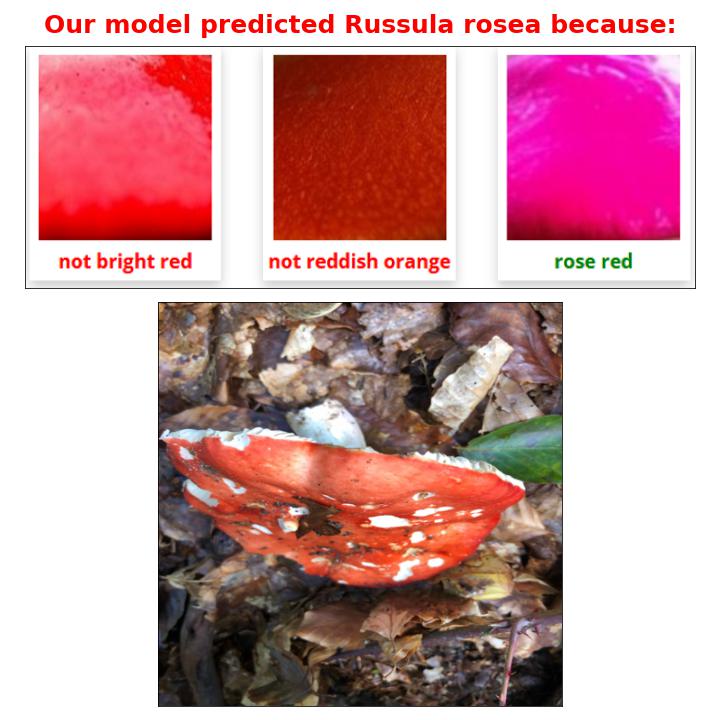 Our model predicted Russula rosea because:
not bright red
not reddish orange
rose red